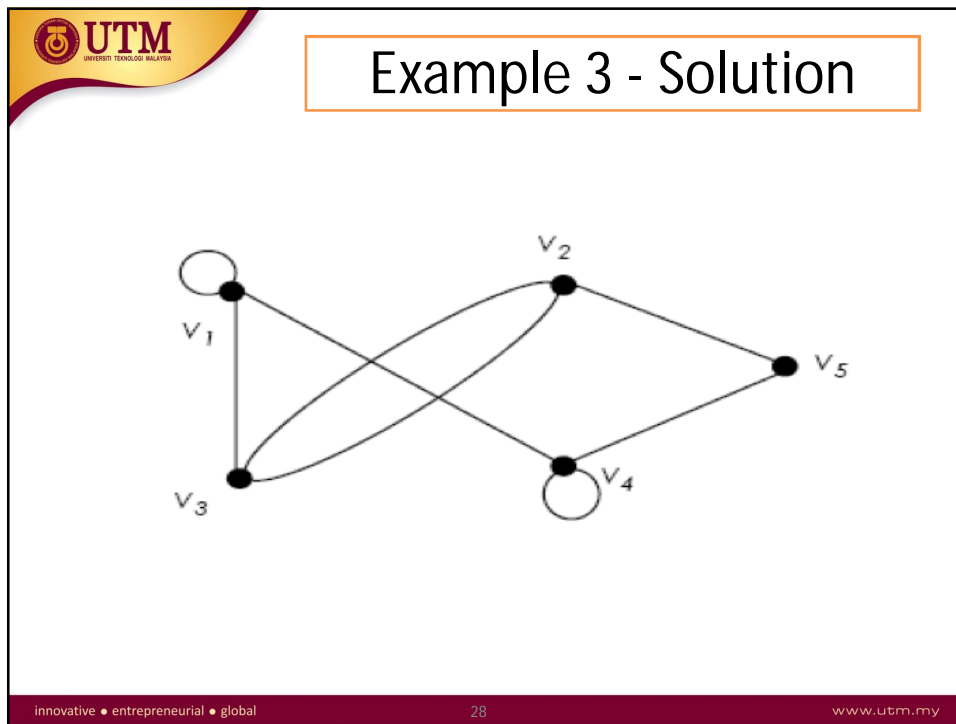 UTM
UNIVERSITI TEKNOLOGI MALAYSIA
Example 3 - Solution
v2
v1
v5
v3
v4
innovative ● entrepreneurial ● global
28
www.utm.my